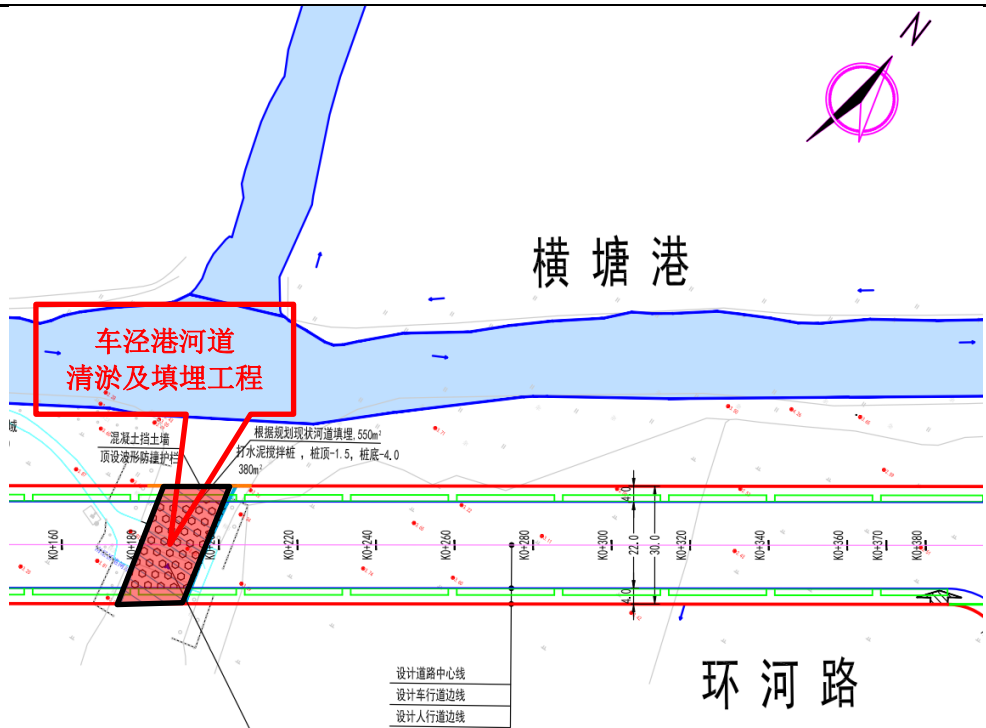 N
横塘港
车泾港河道
清淤及填埋工程
域
混凝土挡土墙
顶设波形防撞护栏
根据规划现状河道填埋.550m²
打水泥搅拌桩，桩顶-1.5，桩底-4.0
380m²
4.0
22.0
30.0
4.0
K0+160
K0+180
K0+220
K0+240
K0+260
K0+280
K0+300
K0+320
K0+340
K0+360
K0+370
K0+380
设计道路中心线
设计车行道边线
设计人行道边线
环河路